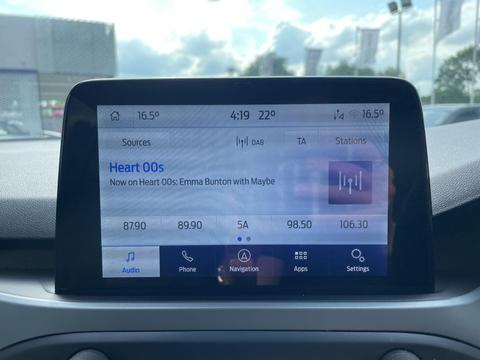 16.5° 4:19 22° 16.5°
Sources DAB TA Stations
Heart 00s
Now on Heart 00s: Emma Bunton with Maybe
87.90 89.90 5A 98.50 106.30
Audio Phone Navigation Apps Settings